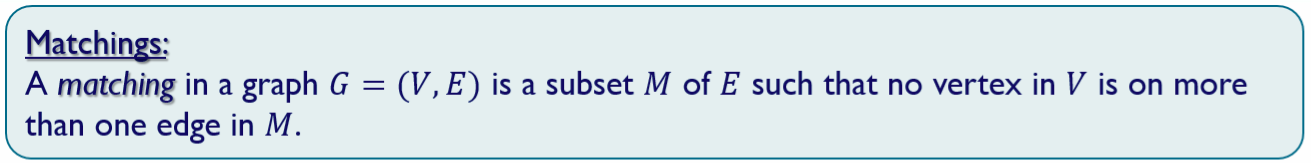 Matchings:
A matching in a graph 𝐺 = (𝑉, 𝐸) is a subset 𝑀 of 𝐸 such that no vertex in 𝑉 is on more
than one edge in 𝑀.